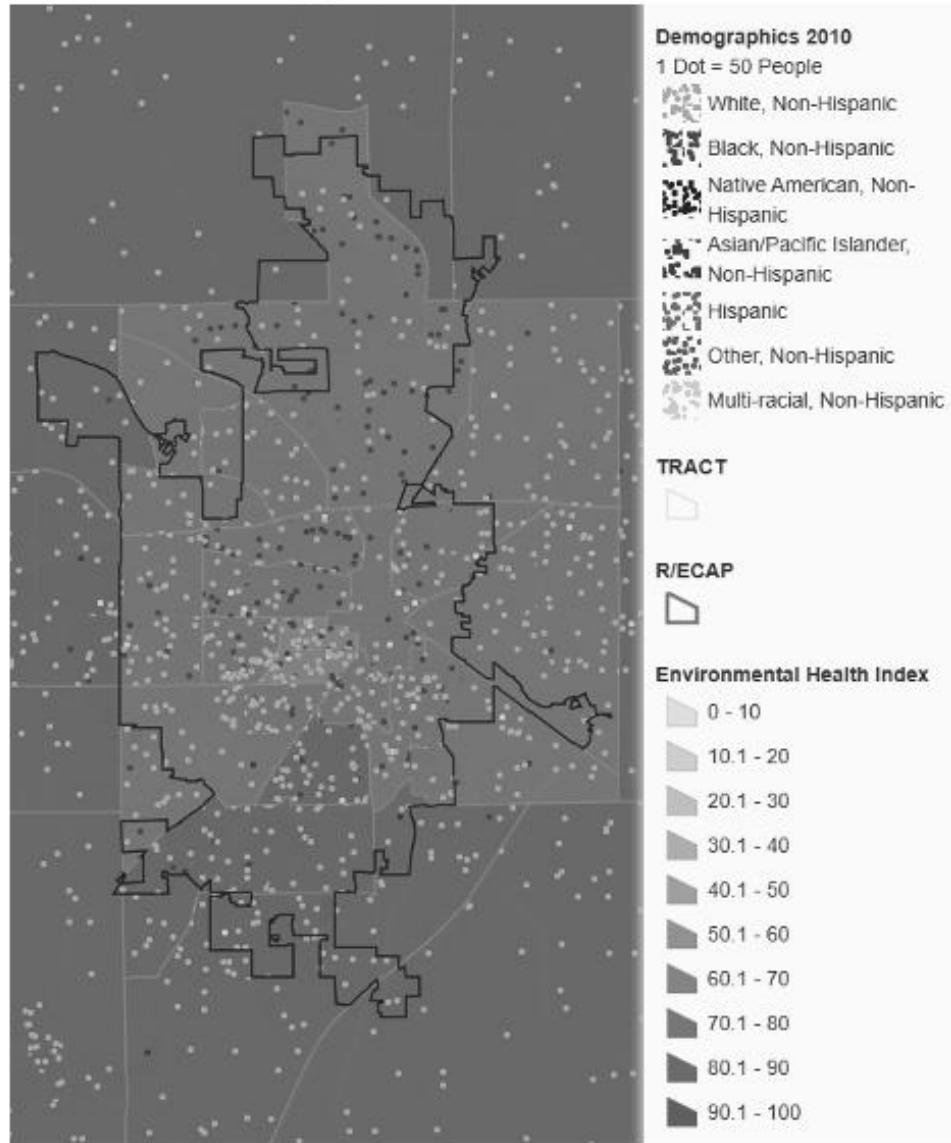 Demographics 2010
1 Dot = 50 People
White, Non-Hispanic
Black, Non-Hispanic
Native American, Non-
Hispanic
Asian/Pacific Islander,
Non-Hispanic
Hispanic
Other, Non-Hispanic
Multi-racial, Non-Hispanic
TRACT
R/ECAP
Environmental Health Index
0 - 10
10.1 - 20
20.1 - 30
30.1 - 40
40.1 - 50
50.1 - 60
60.1 - 70
70.1 - 80
80.1 - 90
90.1 - 100